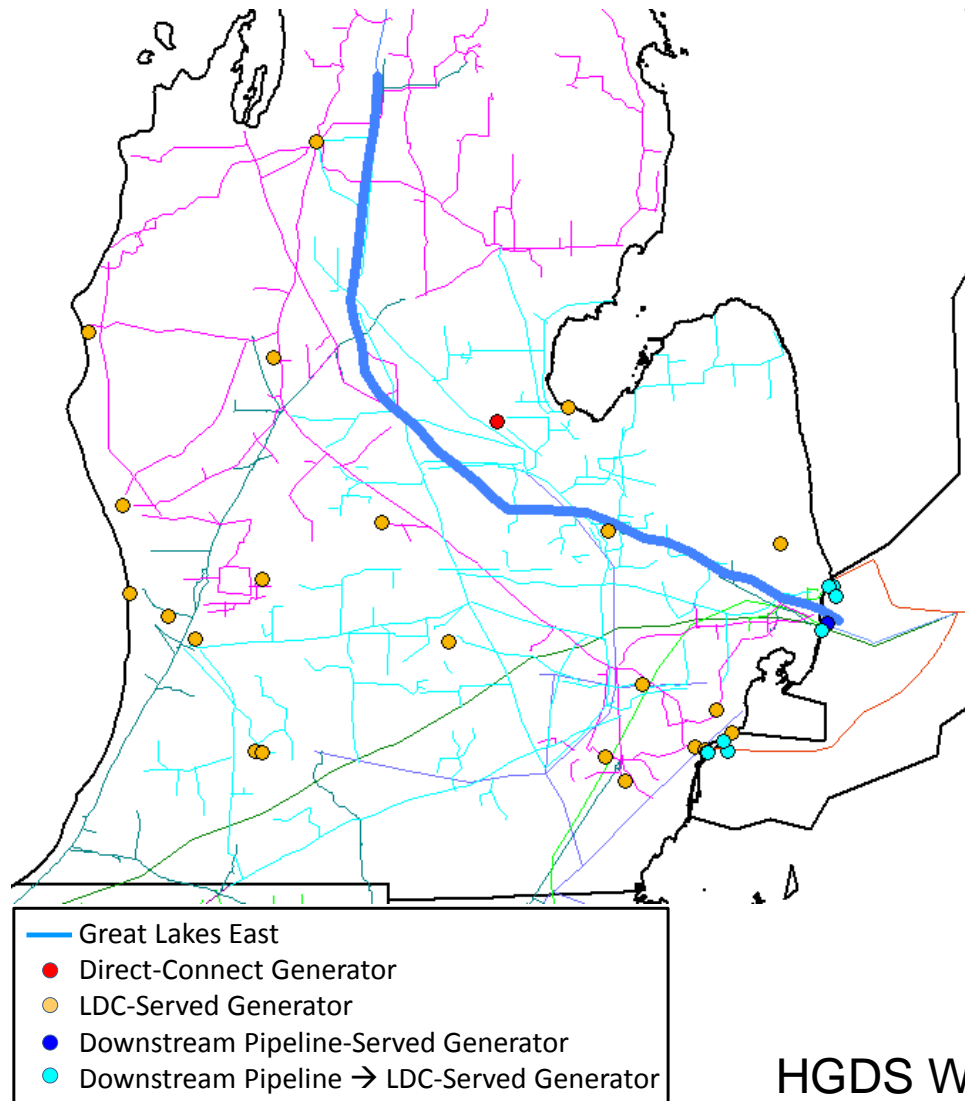 Great Lakes East
Direct-Connect Generator
LDC-Served Generator
Downstream Pipeline-Served Generator
Downstream Pipeline → LDC-Served Generator
HGDS W